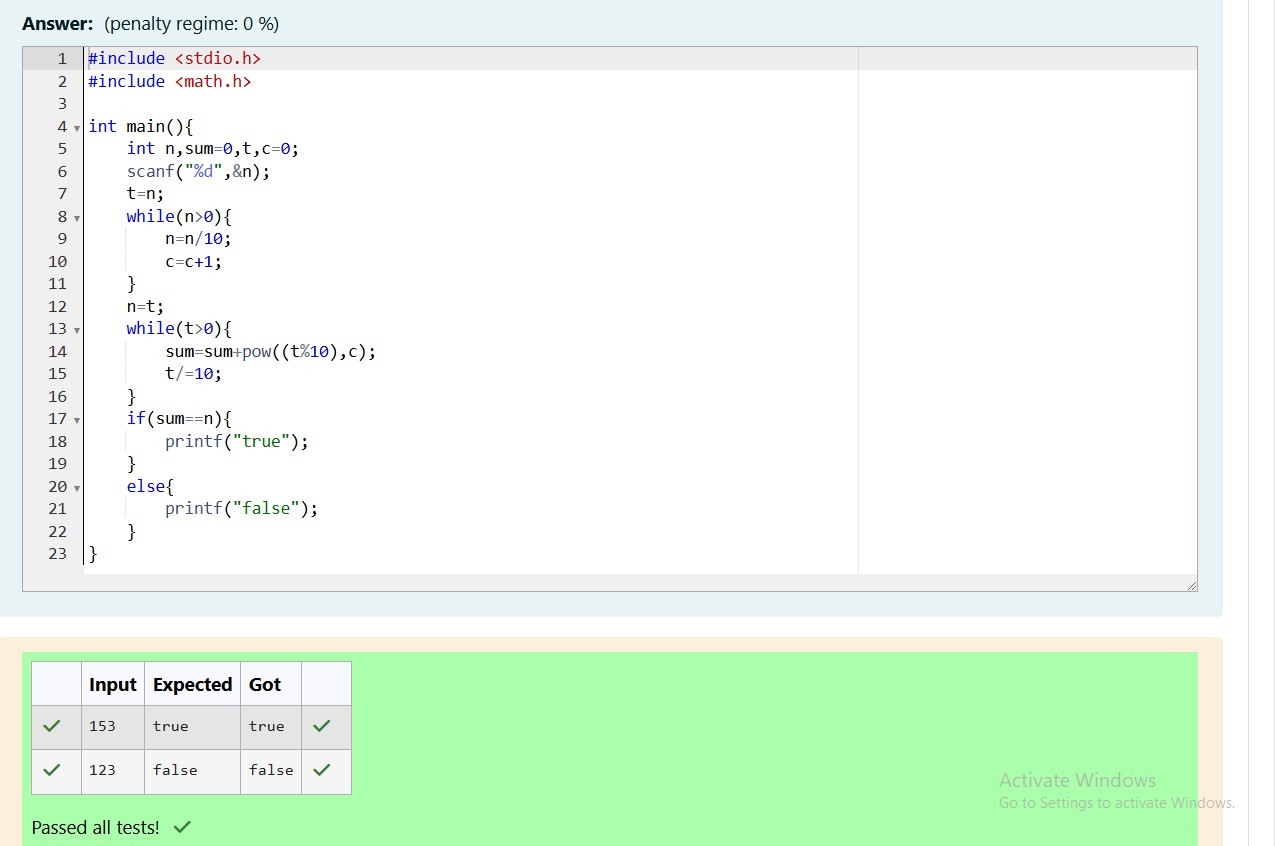 Answer: (penalty regime: 0 %)
1 #include <stdio.h>
2 #include <math.h>
3
4 int main(){
5     int n,sum=0,t,c=0;
6     scanf("%d",&n);
7     t=n;
8     while(n>0){
9         n=n/10;
10         c=c+1;
11     }
12     n=t;
13     while(t>0){
14         sum=sum+pow((t%10),c);
15         t/=10;
16     }
17     if(sum==n){
18         printf("true");
19     }
20     else{
21         printf("false");
22     }
23 }
Input Expected Got
153 true true
123 false false
Passed all tests!
Activate Windows
Go to Settings to activate Windows.